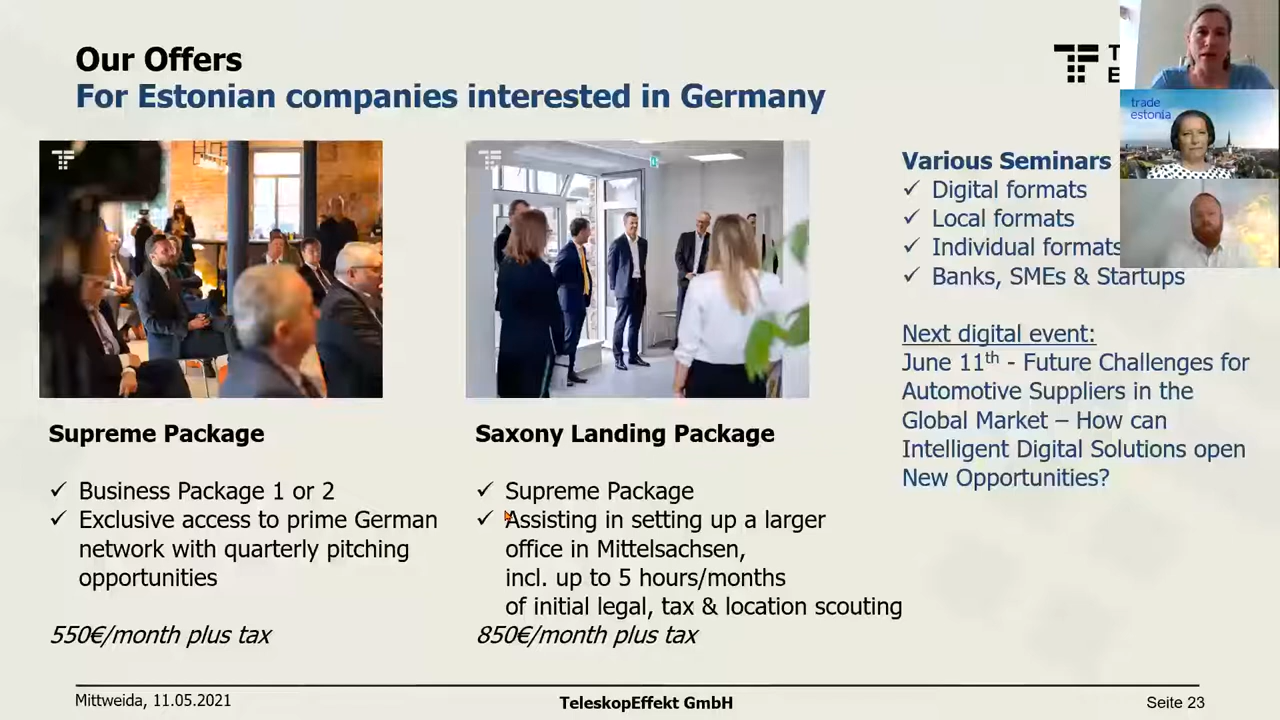 Our Offers
For Estonian companies interested in Germany
T
E
trade
estonia
Supreme Package
✓ Business Package 1 or 2
✓ Exclusive access to prime German
network with quarterly pitching
opportunities
550€/month plus tax
Saxony Landing Package
✓ Supreme Package
✓ Assisting in setting up a larger
office in Mittelsachsen,
incl. up to 5 hours/months
of initial legal, tax & location scouting
850€/month plus tax
Various Seminars
✓ Digital formats
✓ Local formats
✓ Individual formats
✓ Banks, SMEs & Startups
Next digital event:
June 11th - Future Challenges for
Automotive Suppliers in the
Global Market – How can
Intelligent Digital Solutions open
New Opportunities?
Mittweida, 11.05.2021
TeleskopEffekt GmbH
Seite 23